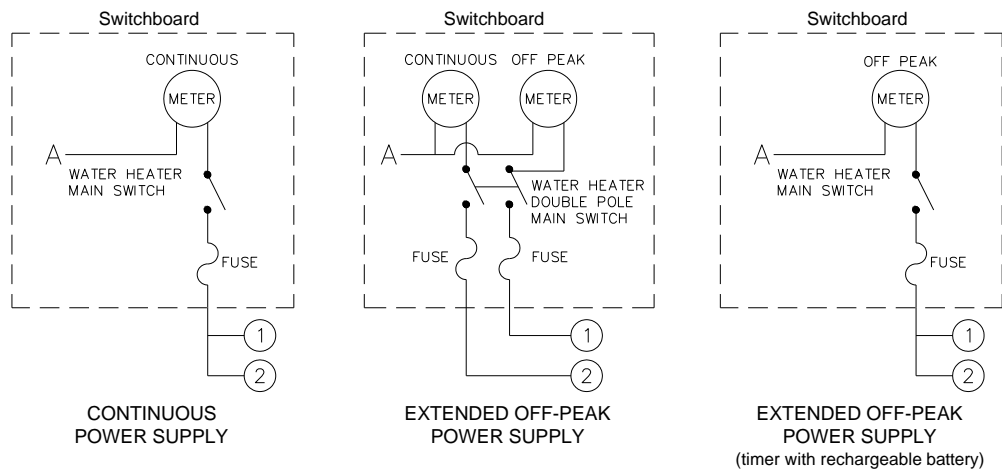 Switchboard
CONTINUOUS
METER
A
WATER HEATER
MAIN SWITCH
FUSE
1
2
CONTINUOUS
POWER SUPPLY
Switchboard
CONTINUOUS OFF PEAK
METER METER
A
WATER HEATER
DOUBLE POLE
MAIN SWITCH
FUSE FUSE
1
2
EXTENDED OFF-PEAK
POWER SUPPLY
Switchboard
OFF PEAK
METER
A
WATER HEATER
MAIN SWITCH
FUSE
1
2
EXTENDED OFF-PEAK
POWER SUPPLY
(timer with rechargeable battery)